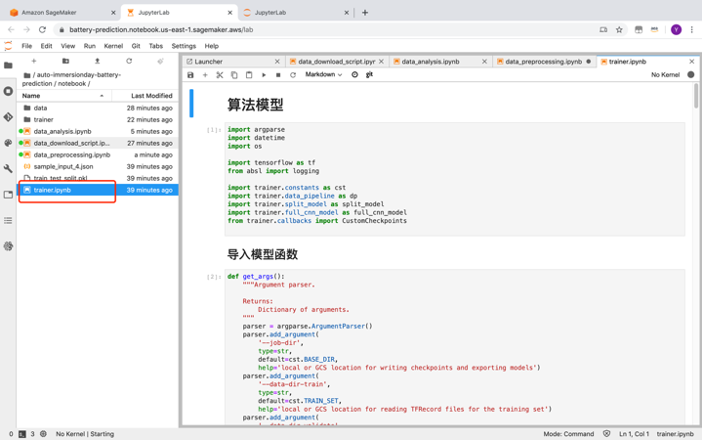 Amazon SageMaker
JupyterLab
JupyterLab
battery-prediction.notebook.us-east-1.sagemaker.aws/lab
Y
File Edit View Run Kernel Git Tabs Settings Help
/ auto-immersionday-battery-
prediction / notebook /
Name Last Modified
data 28 minutes ago
trainer 22 minutes ago
data_analysis.ipynb 5 minutes ago
data_download_script.ip... 27 minutes ago
data_preprocessing.ipynb a minute ago
sample_input_4.json 39 minutes ago
train_test_split.pkl 39 minutes ago
trainer.ipynb 39 minutes ago
Launcher
data_download_script.ipyr
data_analysis.ipynb
data_preprocessing.ipynb
trainer.ipynb
Markdown
git
No Kernel
算法模型
[1]:
import argparse
import datetime
import os
import tensorflow as tf
from absl import logging
import trainer.constants as cst
import trainer.data_pipeline as dp
import trainer.split_model as split_model
import trainer.full_cnn_model as full_cnn_model
from trainer.callbacks import CustomCheckpoints
导入模型函数
[2]:
def get_args():
"""Argument parser.
Returns:
Dictionary of arguments.
"""
parser = argparse.ArgumentParser()
parser.add_argument(
'--job-dir',
type=str,
default=cst.BASE_DIR,
help='local or GCS location for writing checkpoints and exporting models')
parser.add_argument(
'--data-dir-train',
type=str,
default=cst.TRAIN_SET,
help='local or GCS location for reading TFRecord files for the training set')
parser.add_argument(
0 3 No Kernel | Starting
Mode: Command Ln 1, Col 1 trainer.ipynb